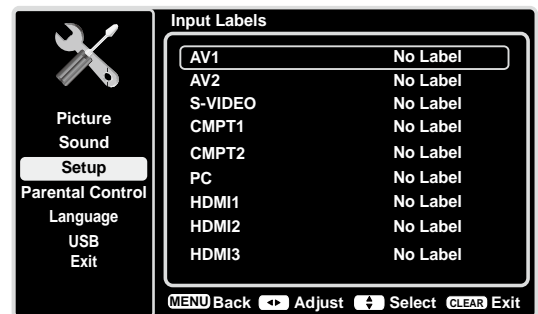 Input Labels
Picture
Sound
Setup
Parental Control
Language
USB
Exit
AV1 No Label
AV2 No Label
S-VIDEO No Label
CMPT1 No Label
CMPT2 No Label
PC No Label
HDMI1 No Label
HDMI2 No Label
HDMI3 No Label
MENU Back Adjust Select CLEAR Exit